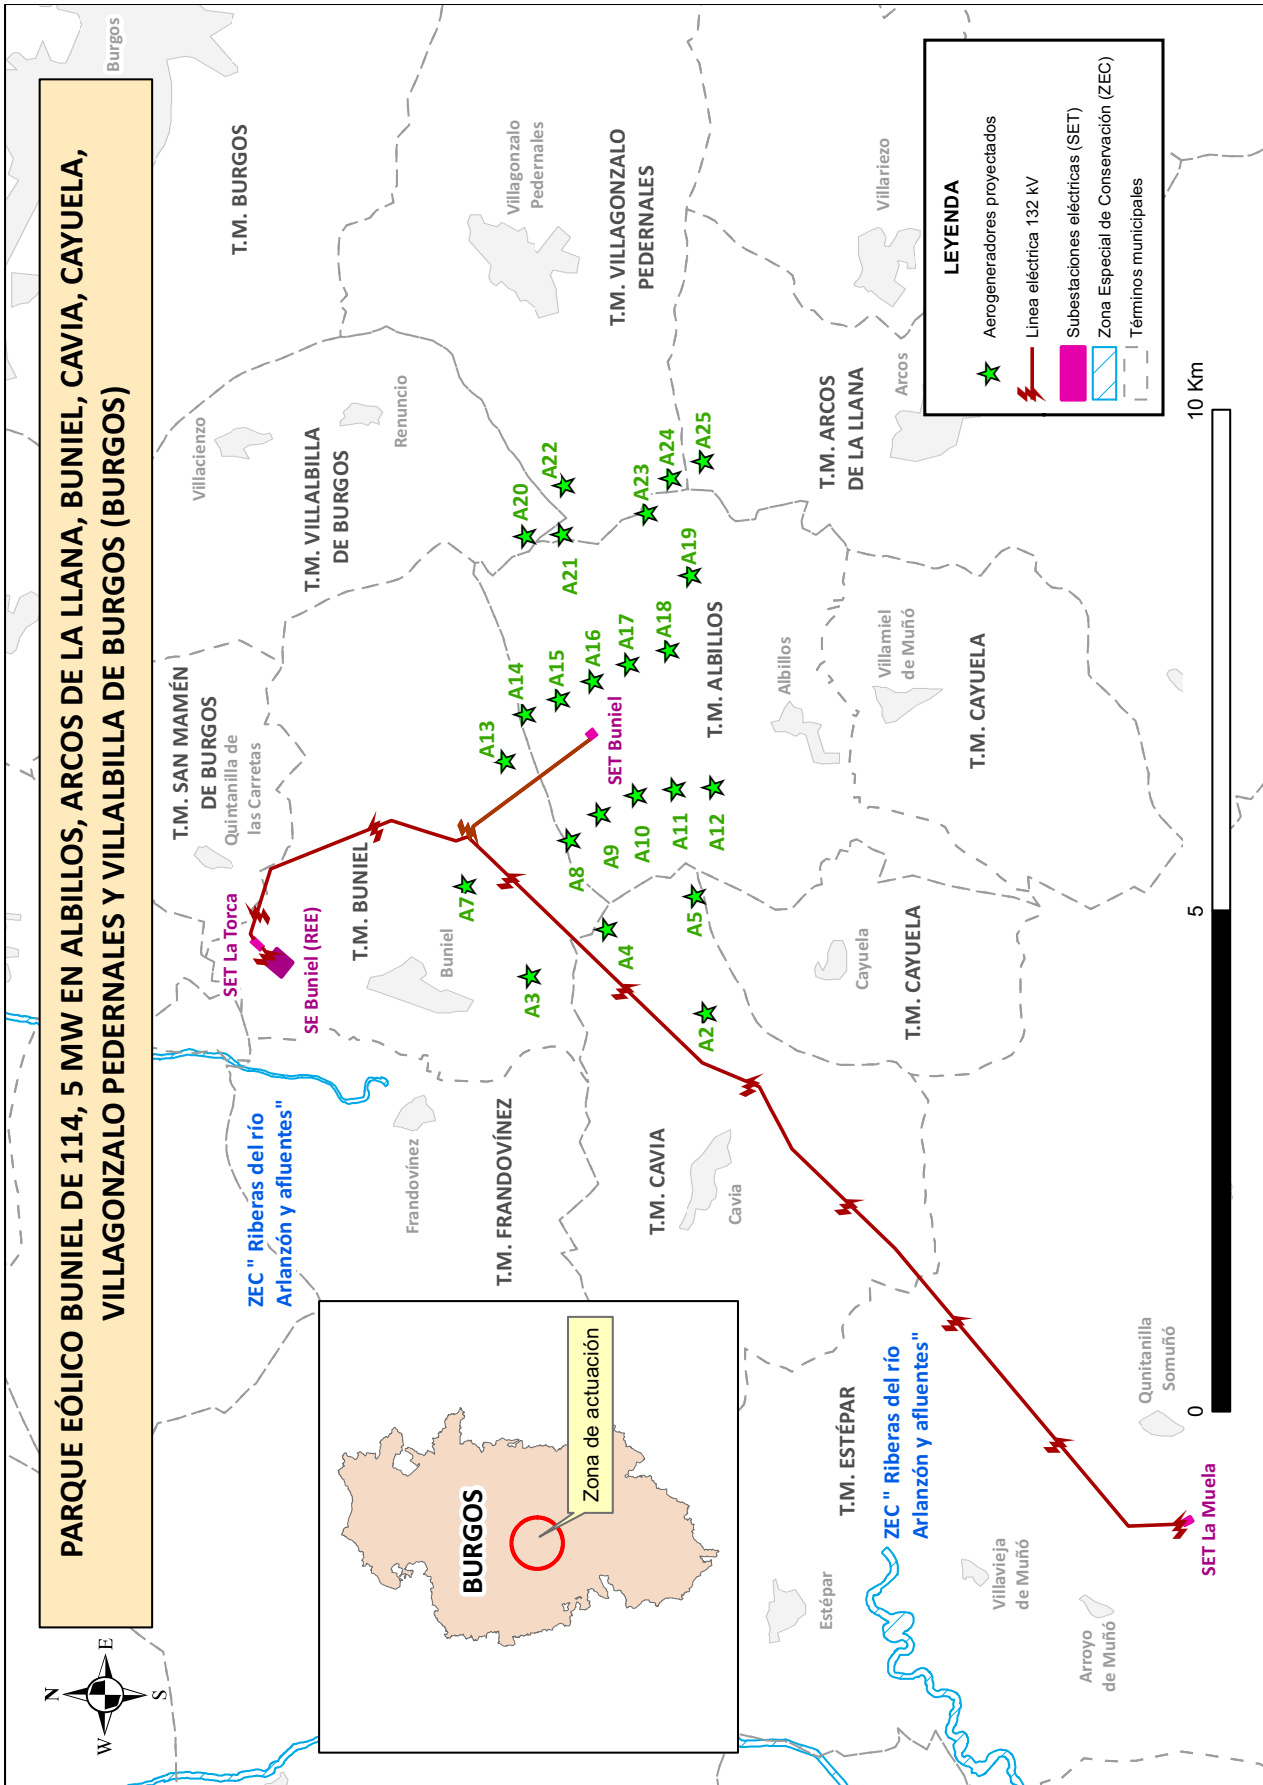 PARQUE EÓLICO BUNIEL DE 114, 5 MW EN ALBILLOS, ARCOS DE LA LLANA, BUNIEL, CAVIA, CAYUELA,
VILLAGONZALO PEDERNALES Y VILLALBILLA DE BURGOS (BURGOS)
N
W
E
S
Burgos
T.M. BURGOS
Villacienzo
T.M. SAN MAMÉN
DE BURGOS
Quintanilla de
las Carretas
SET La Torca
SE Buniel (REE)
ZEC " Riberas del río
Arlanzón y afluentes"
T.M. VILLALBILLA
DE BURGOS
Renuncio
T.M. BUNIEL
Buniel
Frandovínez
T.M. FRANDOVÍNEZ
Villagonzalo
Pedernales
T.M. VILLAGONZALO
PEDERNALES
A7
A13
A14
A20
A22
A3
A15
A21
A8
A16
A9
SET Buniel
A4
A17
A23
A10
A18
A24
A11
A19
A25
A5
A12
A2
T.M. CAVIA
Cavia
T.M. ALBILLOS
Albillos
T.M. ARCOS
DE LA LLANA
Arcos
Villariezo
Villamiel
de Muñó
Cayuela
T.M. CAYUELA
T.M. CAYUELA
BURGOS
Zona de actuación
T.M. ESTÉPAR
Estépar
ZEC " Riberas del río
Arlanzón y afluentes"
Villavieja
de Muñó
Arroyo
de Muñó
Qunitanilla
Somuñó
SET La Muela
LEYENDA
Aerogeneradores proyectados
Linea eléctrica 132 kV
Subestaciones eléctricas (SET)
Zona Especial de Conservación (ZEC)
Términos municipales
0
5
10 Km